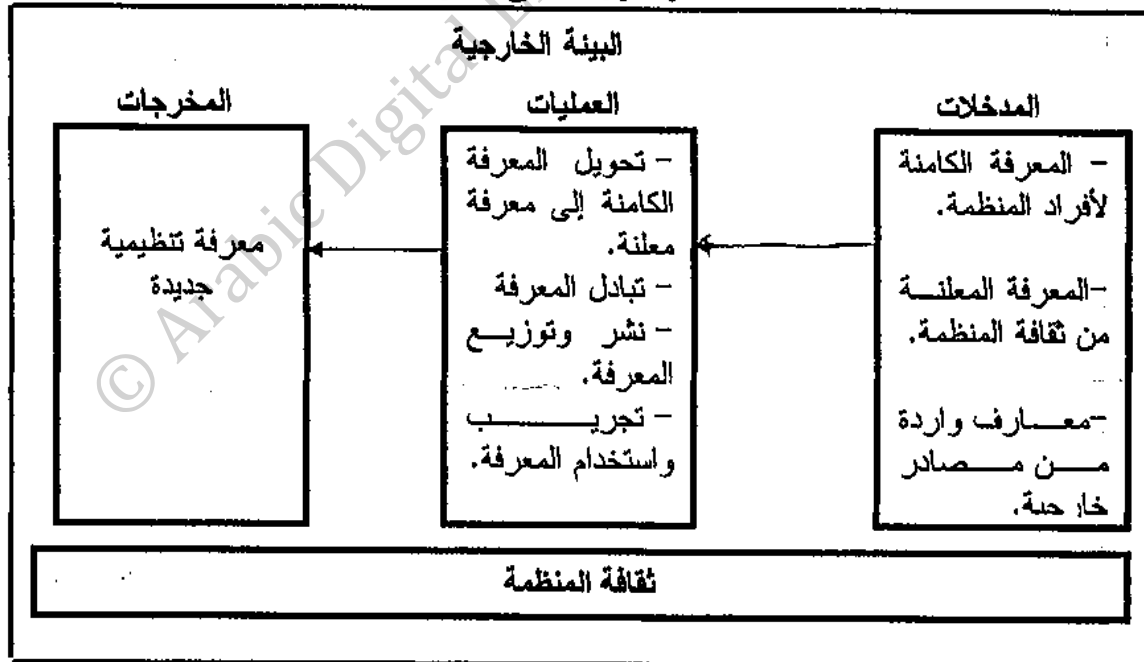 البيئة الخارجية
المدخلات
العمليات
المخرجات
- المعرفة الكامنة
لأفراد المنظمة.
-المعرفة المعلنة
من ثقافة المنظمة.
-معارف واردة
من مصادر
خارجية.
- تحويل المعرفة
الكامنة إلى معرفة
معلنة.
- تبادل المعرفة
- نشر وتوزيع
المعرفة.
- تجريب
واستخدام المعرفة.
معرفة تنظيمية
جديدة
ثقافة المنظمة
© Arabic Digital